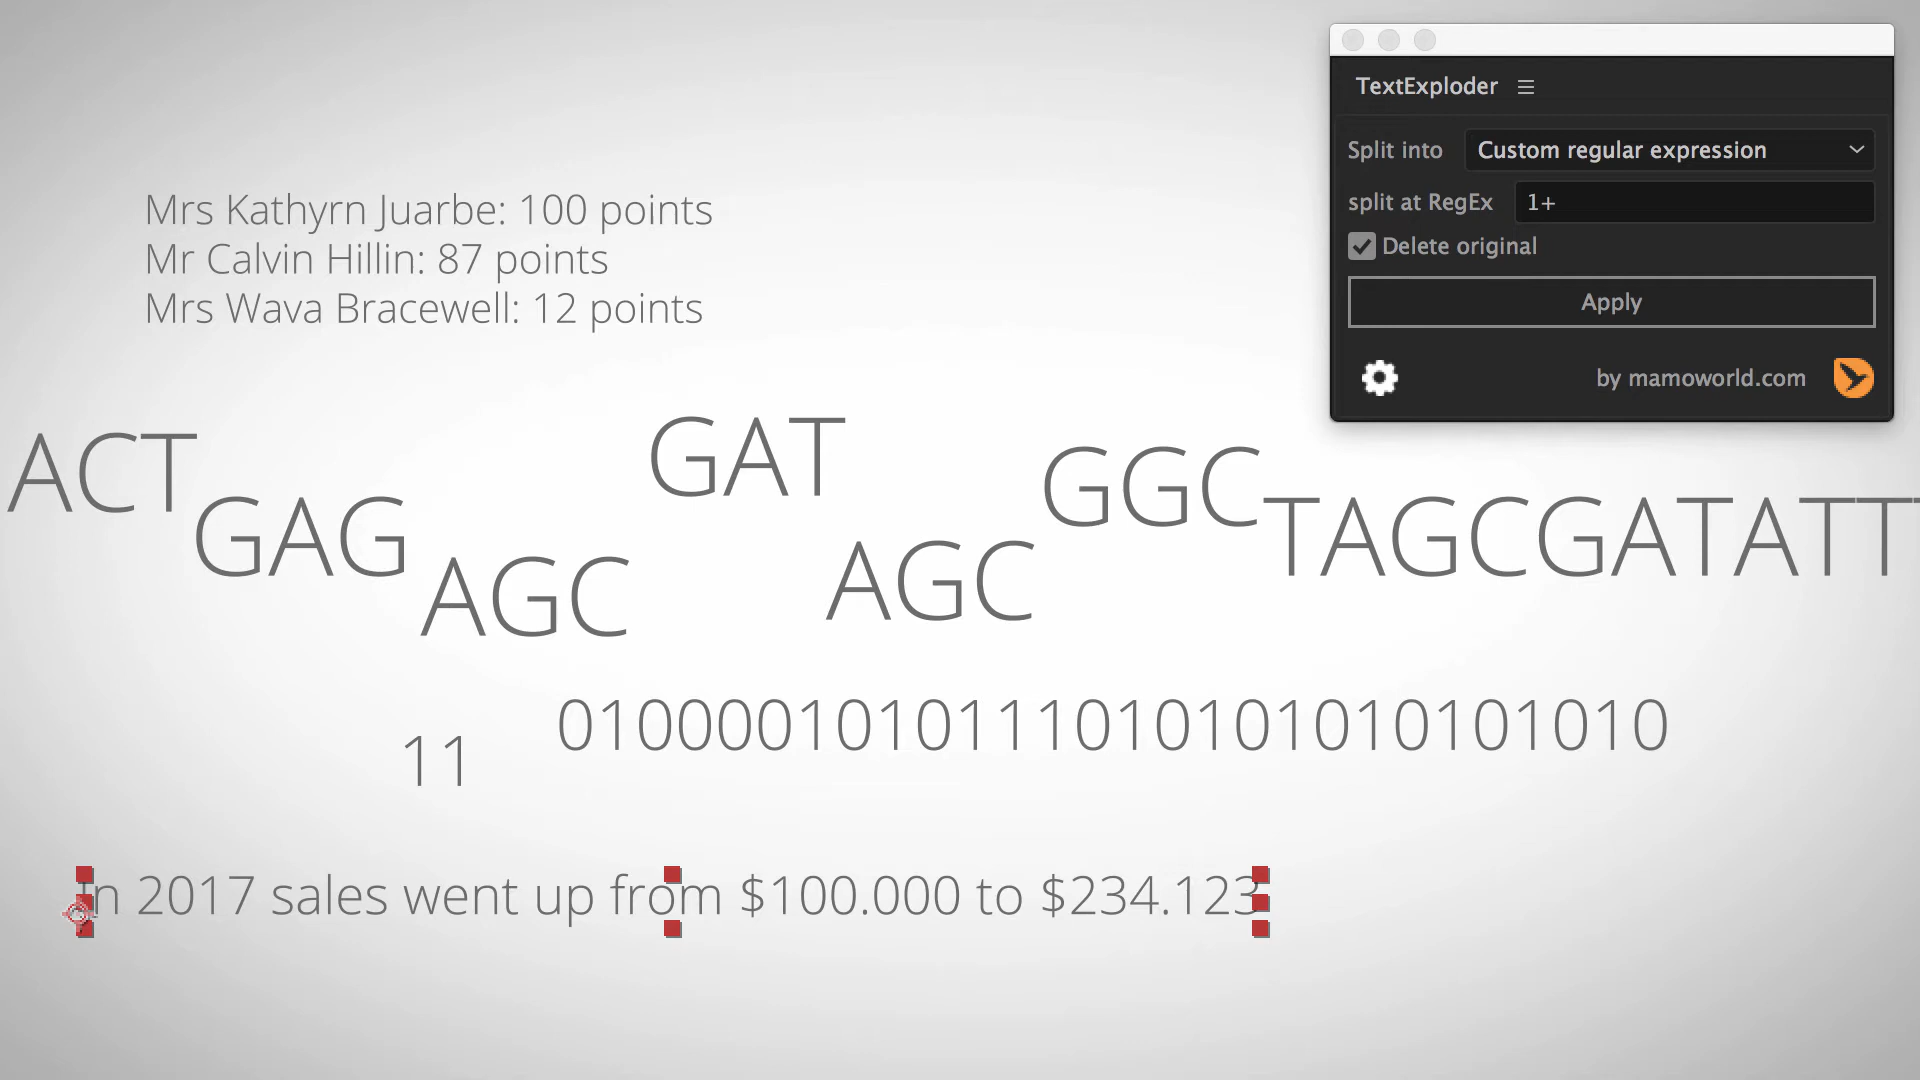 TextExploder
Split into Custom regular expression
split at RegEx 1+
Delete original
Apply
by mamoworld.com
Mrs Kathyrn Juarbe: 100 points
Mr Calvin Hillin: 87 points
Mrs Wava Bracewell: 12 points
ACT GAG AGC GAT AGC GGC TAGCGATATT
11 0100001010111010101010101010
In 2017 sales went up from $100.000 to $234.123